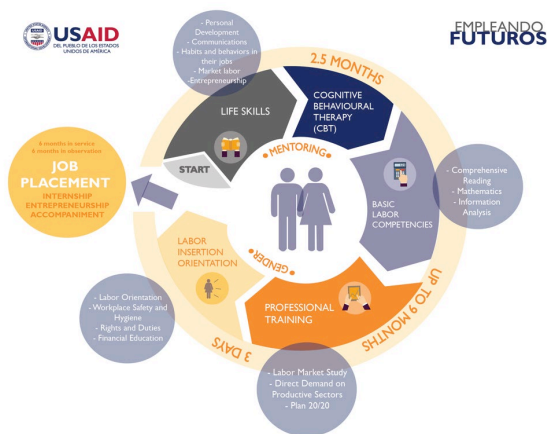 USAID
DEL PUEBLO DE LOS ESTADOS
UNIDOS DE AMÉRICA
EMPLEANDO
FUTUROS
- Personal
Development
- Communications
- Habits and behaviors in
their jobs
- Market labor
-Entrepreneurship
2.5 MONTHS
LIFE SKILLS
COGNITIVE
BEHAVIOURAL
THERAPY
(CBT)
START
•MENTORING•
BASIC
LABOR
COMPETENCIES
- Comprehensive
Reading
- Mathematics
- Information
Analysis
6 months in observation
JOB
PLACEMENT
INTERNSHIP
ENTREPRENEURSHIP
ACCOMPANIMENT
LABOR
INSERTION
ORIENTATION
•GENDER•
PROFESSIONAL
TRAINING
UP TO 9 MONTHS
- Labor Orientation
- Workplace Safety and
Hygiene
- Rights and Duties
- Financial Education
3 DAYS
- Labor Market Study
- Direct Demand on
Productive Sectors
- Plan 20/20